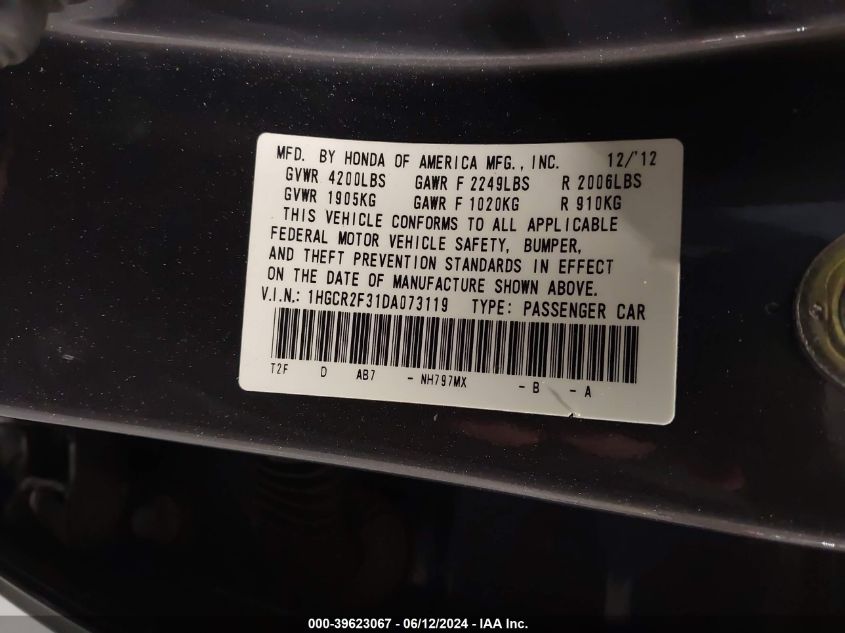 MFD. BY HONDA OF AMERICA MFG., INC. 12/'12
GVWR 4200LBS GAWR F 2249LBS R 2006LBS
GVWR 1905KG GAWR F 1020KG R 910KG
THIS VEHICLE CONFORMS TO ALL APPLICABLE
FEDERAL MOTOR VEHICLE SAFETY, BUMPER,
AND THEFT PREVENTION STANDARDS IN EFFECT
ON THE DATE OF MANUFACTURE SHOWN ABOVE.
V.I.N.: 1HGCR2F31DA073119 TYPE: PASSENGER CAR
T2F D AB7 - NH797MX - B - A
000-39623067 - 06/12/2024 - IAA Inc.